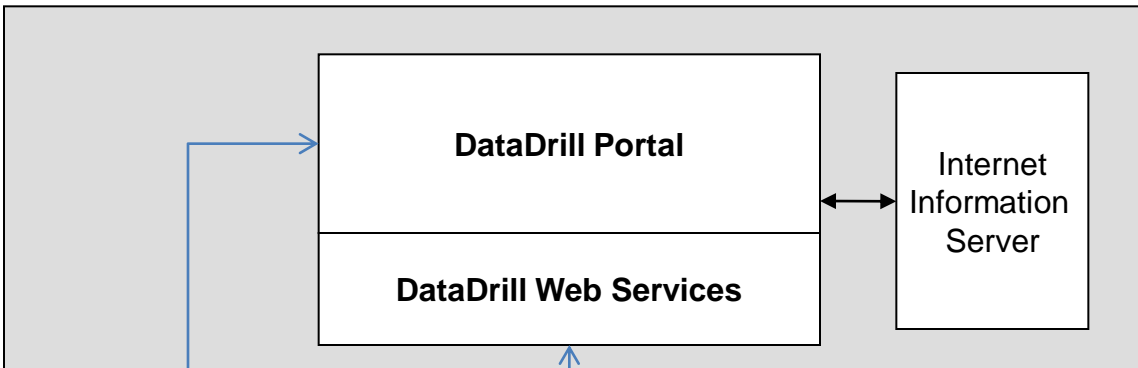 DataDrill Portal
Internet
Information
Server
DataDrill Web Services